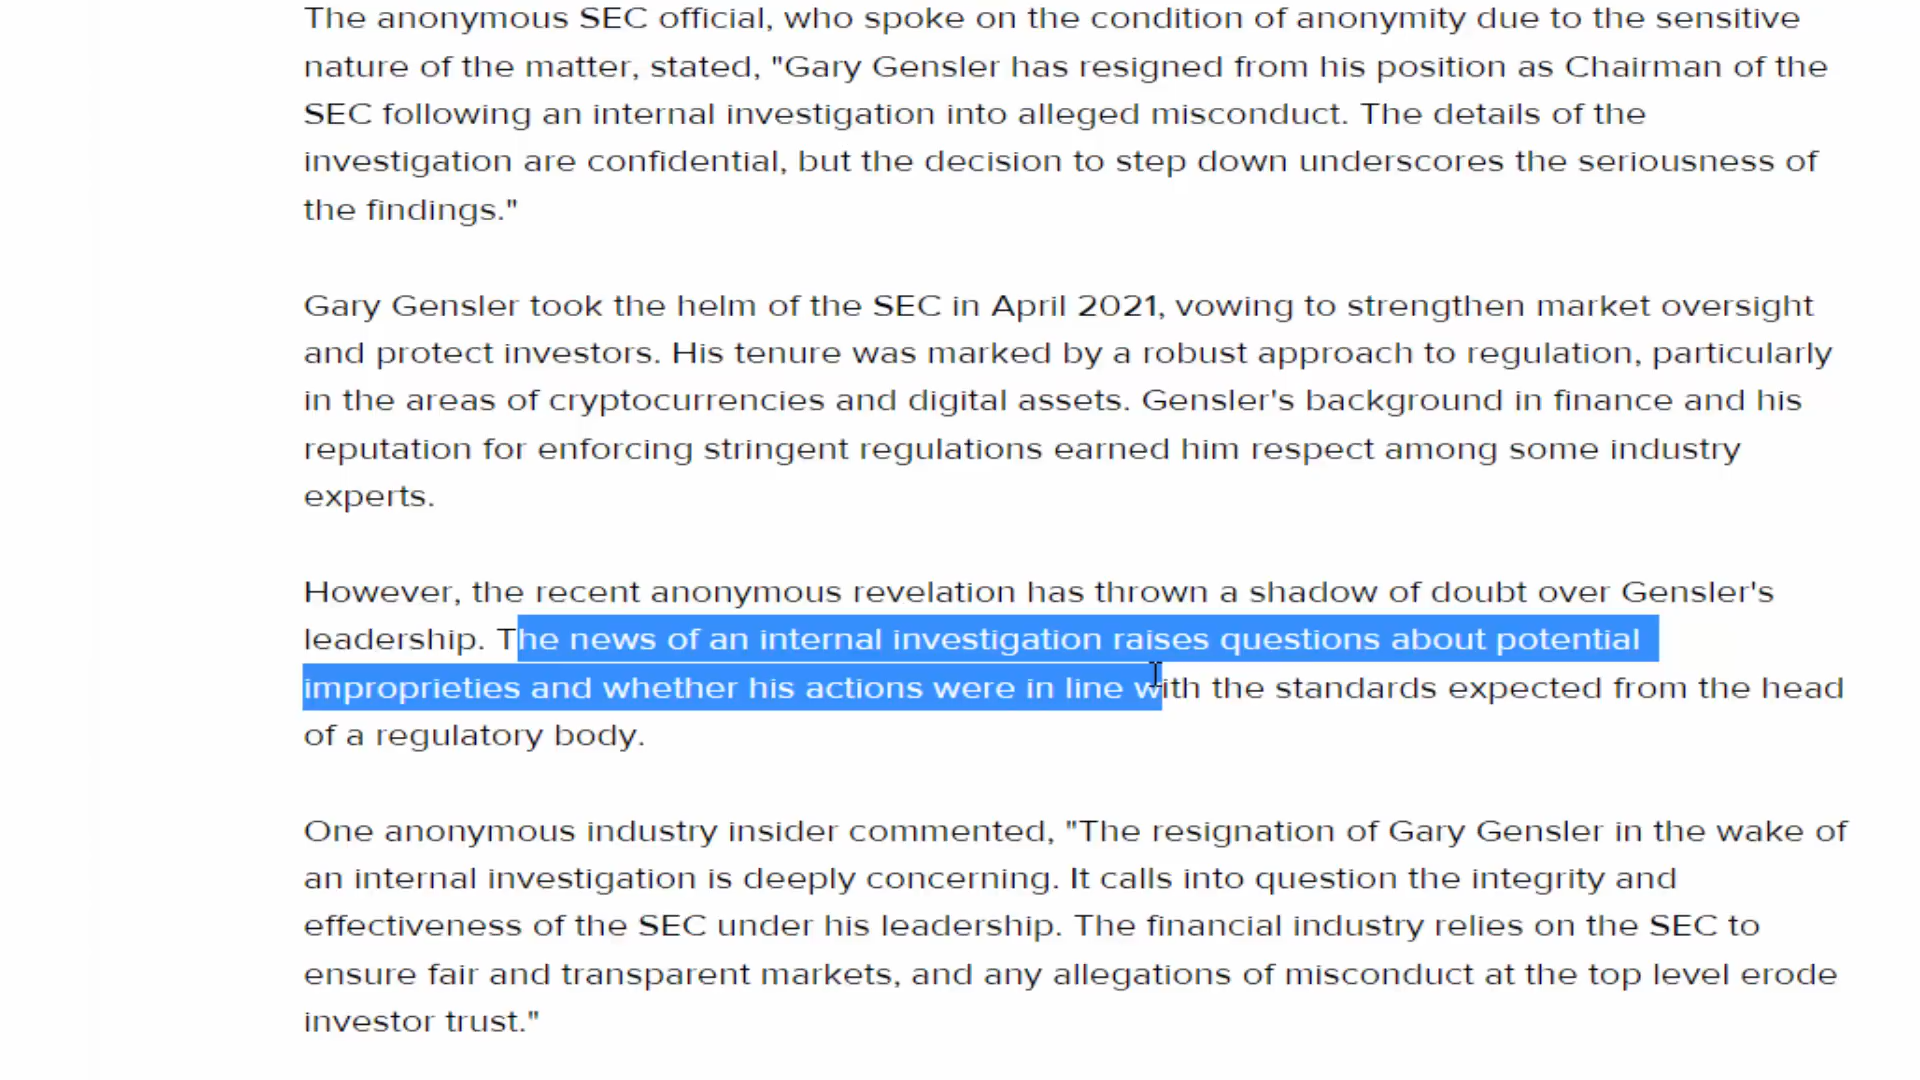 The anonymous SEC official, who spoke on the condition of anonymity due to the sensitive
nature of the matter, stated, "Gary Gensler has resigned from his position as Chairman of the
SEC following an internal investigation into alleged misconduct. The details of the
investigation are confidential, but the decision to step down underscores the seriousness of
the findings."
Gary Gensler took the helm of the SEC in April 2021, vowing to strengthen market oversight
and protect investors. His tenure was marked by a robust approach to regulation, particularly
in the areas of cryptocurrencies and digital assets. Gensler's background in finance and his
reputation for enforcing stringent regulations earned him respect among some industry
experts.
However, the recent anonymous revelation has thrown a shadow of doubt over Gensler's
leadership. The news of an internal investigation raises questions about potential
improprieties and whether his actions were in line with the standards expected from the head
of a regulatory body.
One anonymous industry insider commented, "The resignation of Gary Gensler in the wake of
an internal investigation is deeply concerning. It calls into question the integrity and
effectiveness of the SEC under his leadership. The financial industry relies on the SEC to
ensure fair and transparent markets, and any allegations of misconduct at the top level erode
investor trust."